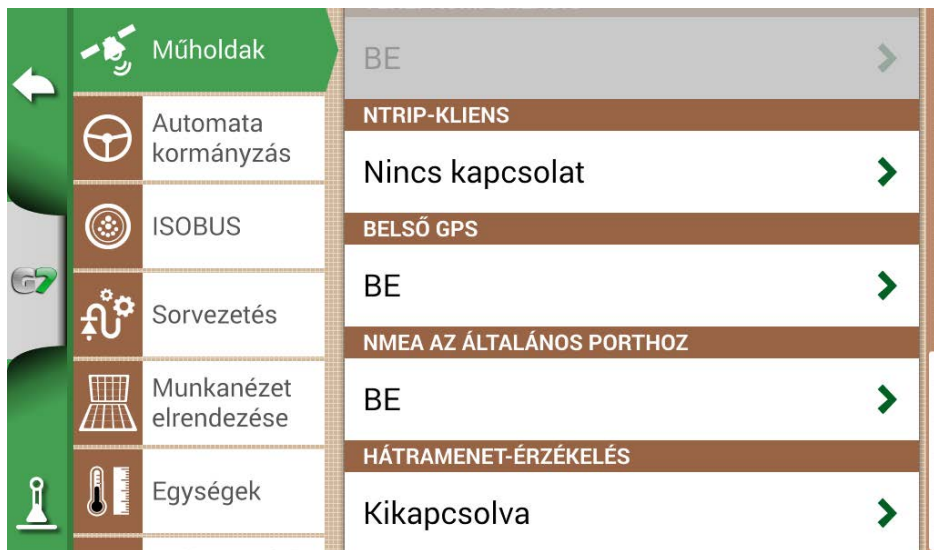 Műholdak
Automata
kormányzás
ISOBUS
G7
Sorvezetés
Munkanézet
elrendezése
Egységek
BE
NTRIP-KLIENS
Nincs kapcsolat
BELSŐ GPS
BE
NMEA AZ ÁLTALÁNOS PORTHOZ
BE
HÁTRAMENET-ÉRZÉKELÉS
Kikapcsolva